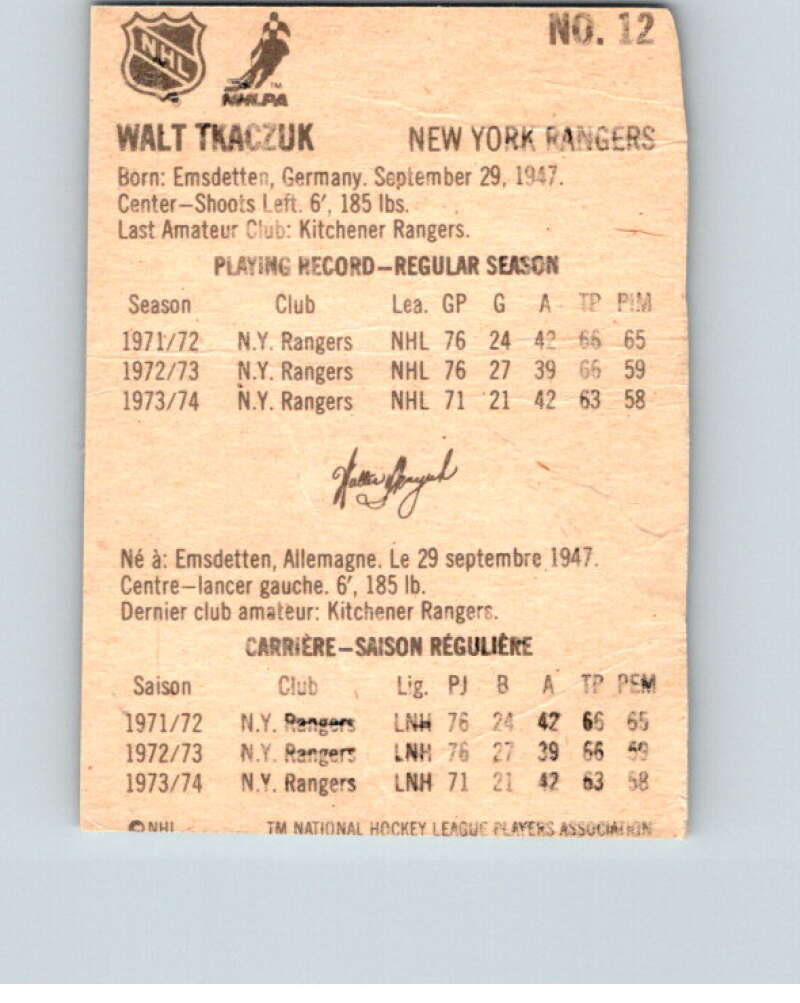 NHL
TM
NHLPA
NO. 12
WALT TKACZUK NEW YORK RANGERS
Born: Emsdetten, Germany. September 29, 1947.
Center—Shoots Left. 6′, 185 lbs.
Last Amateur Club: Kitchener Rangers.
PLAYING RECORD—REGULAR SEASON
Season Club Lea. GP G A TP PIM
1971/72 N.Y. Rangers NHL 76 24 42 66 65
1972/73 N.Y. Rangers NHL 76 27 39 66 59
1973/74 N.Y. Rangers NHL 71 21 42 63 58
Walter Tkaczuk
Né à: Emsdetten, Allemagne. Le 29 septembre 1947.
Centre—lancer gauche. 6′, 185 lb.
Dernier club amateur: Kitchener Rangers.
CARRIÈRE—SAISON RÉGULIÈRE
Saison Club Lig. PJ B A TP PEM
1971/72 N.Y. Rangers LNH 76 24 42 66 65
1972/73 N.Y. Rangers LNH 76 27 39 66 59
1973/74 N.Y. Rangers LNH 71 21 42 63 58
© NHL TM NATIONAL HOCKEY LEAGUE PLAYERS ASSOCIATION